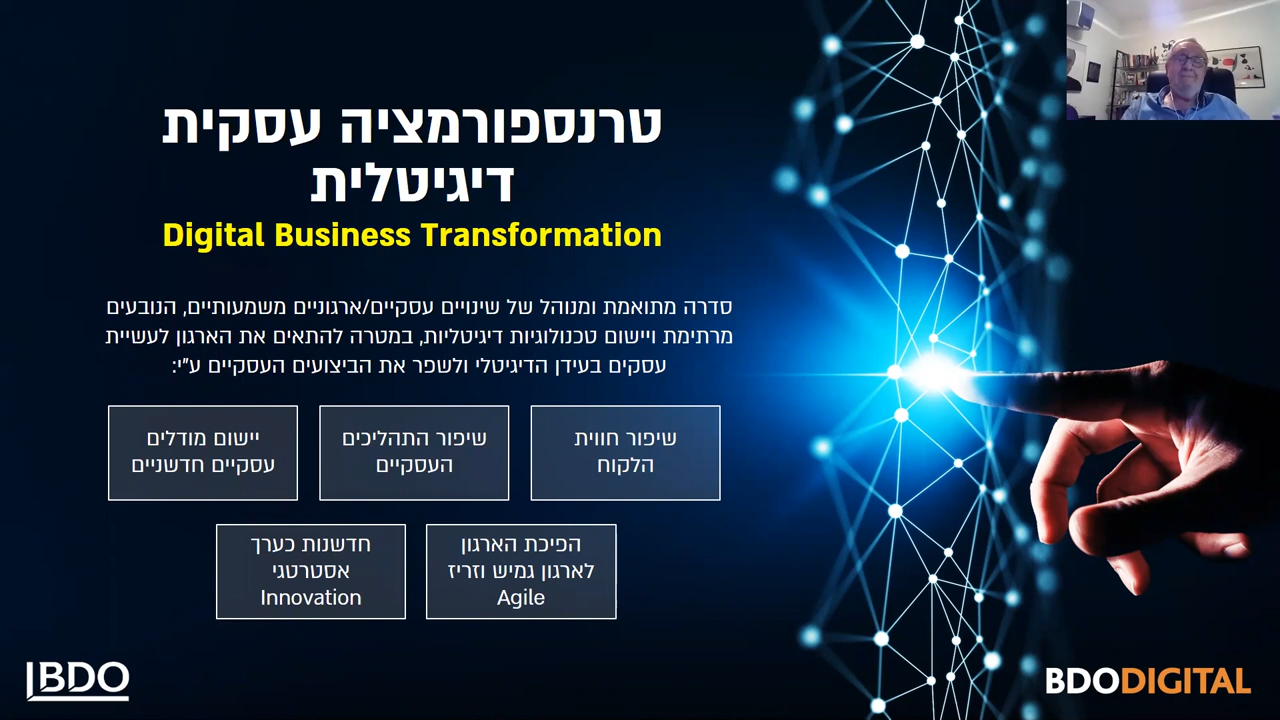 טרנספורמציה עסקית
דיגיטלית
Digital Business Transformation
סדרה מתואמת ומנוהל של שינויים עסקיים/ארגוניים משמעותיים, הנובעים
מרתימת ויישום טכנולוגיות דיגיטליות, במטרה להתאים את הארגון לעשיית
עסקים בעידן הדיגיטלי ולשפר את הביצועים העסקיים ע"י:
שיפור חווית
הלקוח
שיפור התהליכים
העסקיים
יישום מודלים
עסקיים חדשניים
הפיכת הארגון
לארגון גמיש וזריז
Agile
חדשנות כערך
אסטרטגי
Innovation
BDO
BDODIGITAL